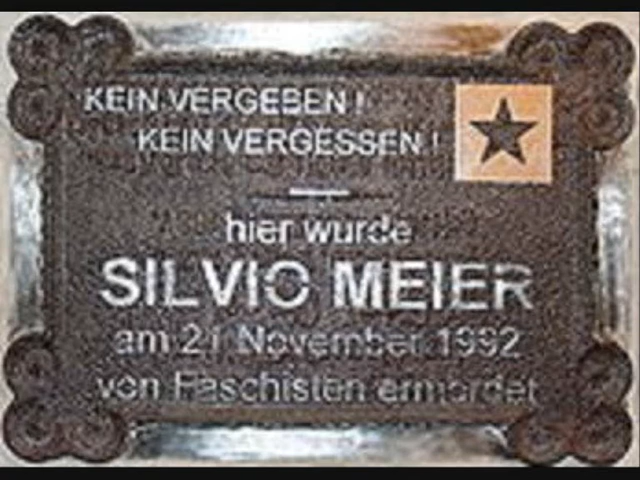 KEIN VERGEBEN!
KEIN VERGESSEN!
hier wurde
SILVIO MEIER
am 21 November 1992
von Faschisten ermordet